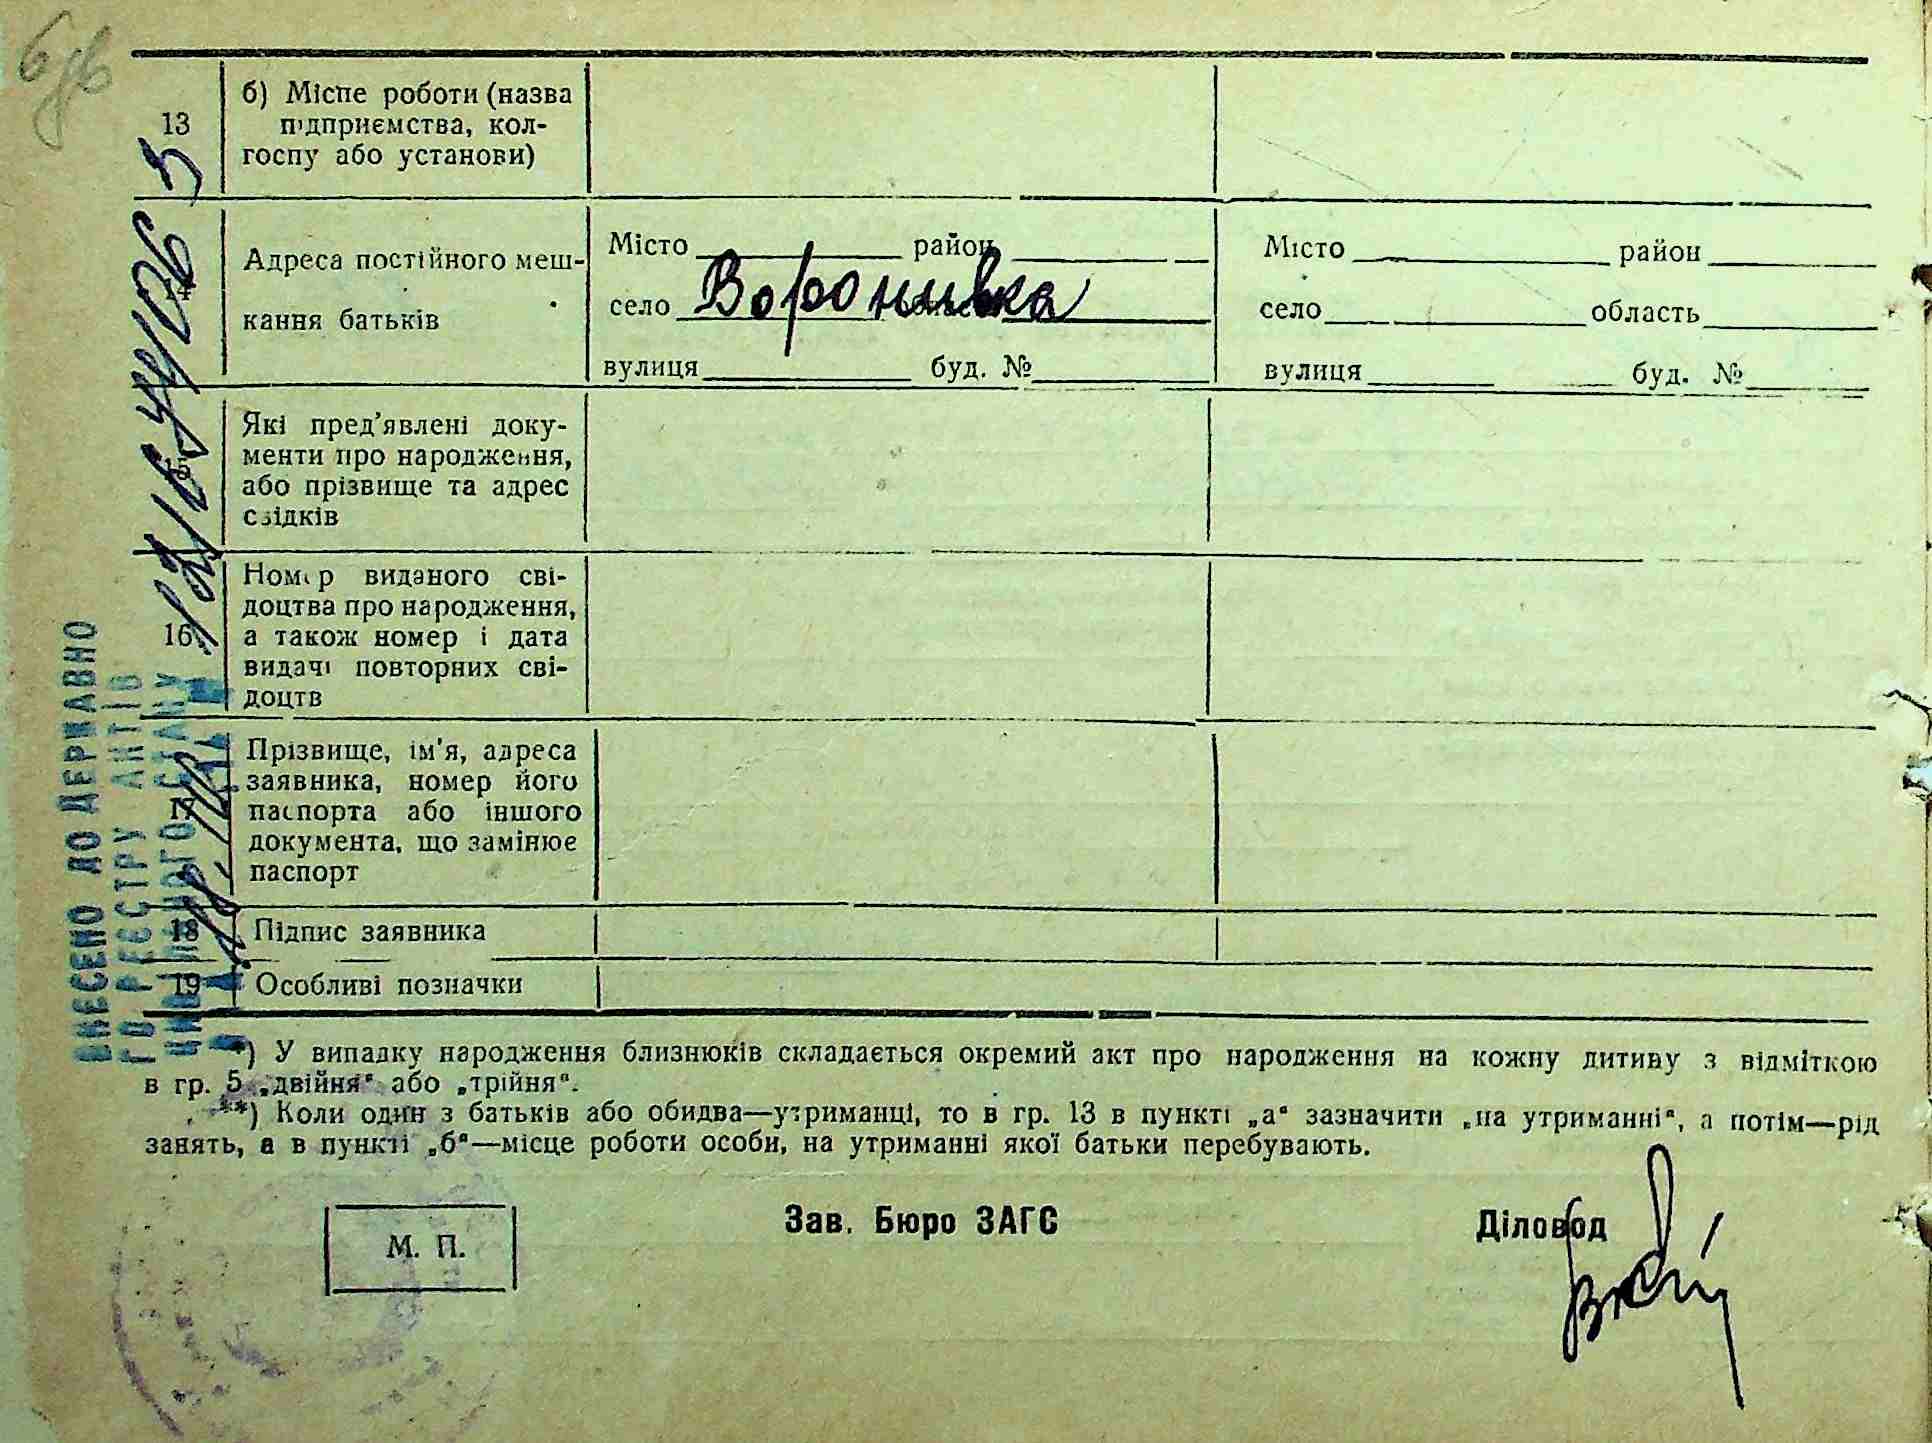 13
б) Місце роботи (назва
підприємства, кол-
госпу або установи)
14
Адреса постійного меш-
кання батьків
Місто район
село Воронивка
вулиця буд. №
Місто район
село область
вулиця буд. №
15
Які пред'явлені доку-
менти про народження,
або прізвище та адрес
свідків
16
Номер виданого сві-
доцтва про народження,
а також номер і дата
видачі повторних сві-
доцтв
17
Прізвище, ім'я, адреса
заявника, номер його
паспорта або іншого
документа, що замінює
паспорт
18 Підпис заявника
19 Особливі позначки
ВНЕСЕНО ДО ДЕРЖАВНО
ГО РЕЄСТРУ АКТІВ
ЦИВІЛЬНОГО СТАНУ
*) У випадку народження близнюків складається окремий акт про народження на кожну дитину з відміткою
в гр. 5 „двійня“ або „трійня“.
**) Коли один з батьків або обидва—утриманці, то в гр. 13 в пункті „а“ зазначити „на утриманні“, а потім—рід
занять, а в пункті „б“—місце роботи особи, на утриманні якої батьки перебувають.
М. П.
Зав. Бюро ЗАГС
Діловод